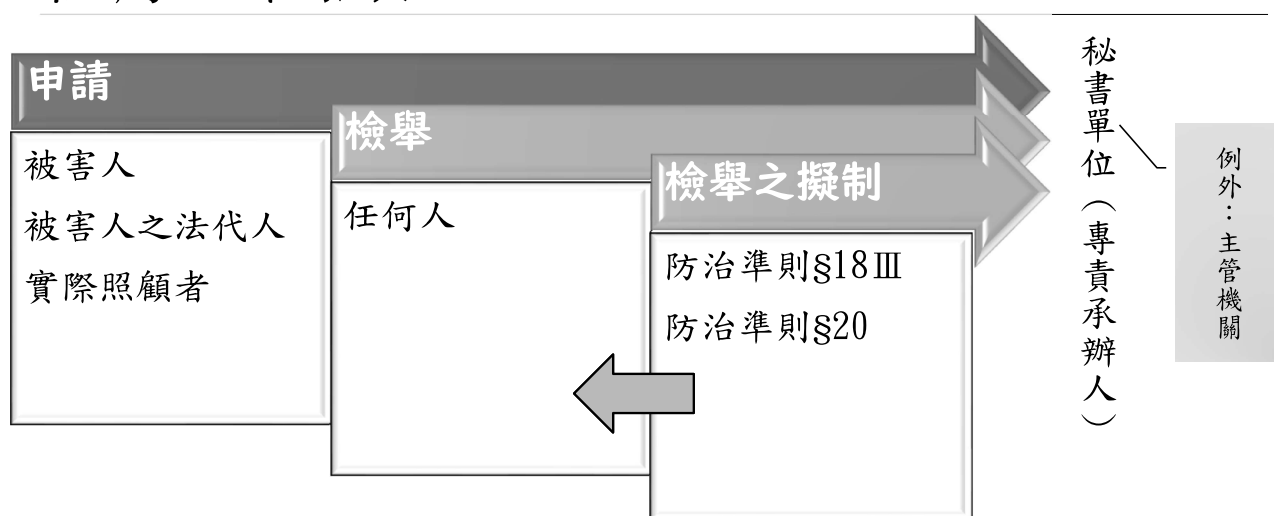 申請
被害人
被害人之法代人
實際照顧者
檢舉
任何人
檢舉之擬制
防治準則§18Ⅲ
防治準則§20
秘書單位（專責承辦人）
例外：主管機關